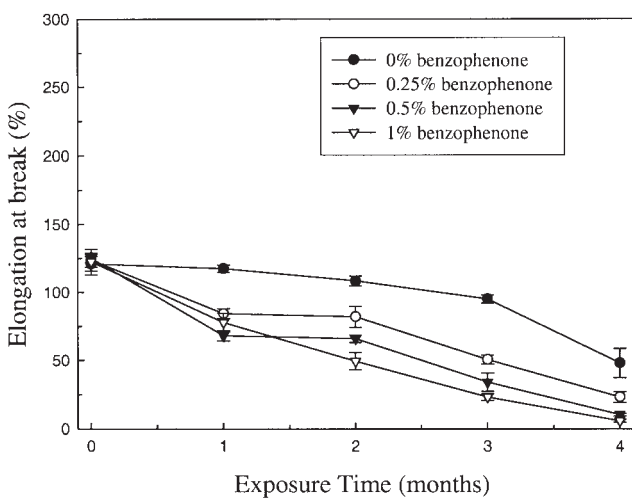 300
250
200
150
100
50
0
Elongation at break (%)
0% benzophenone
0.25% benzophenone
0.5% benzophenone
1% benzophenone
0 1 2 3 4
Exposure Time (months)